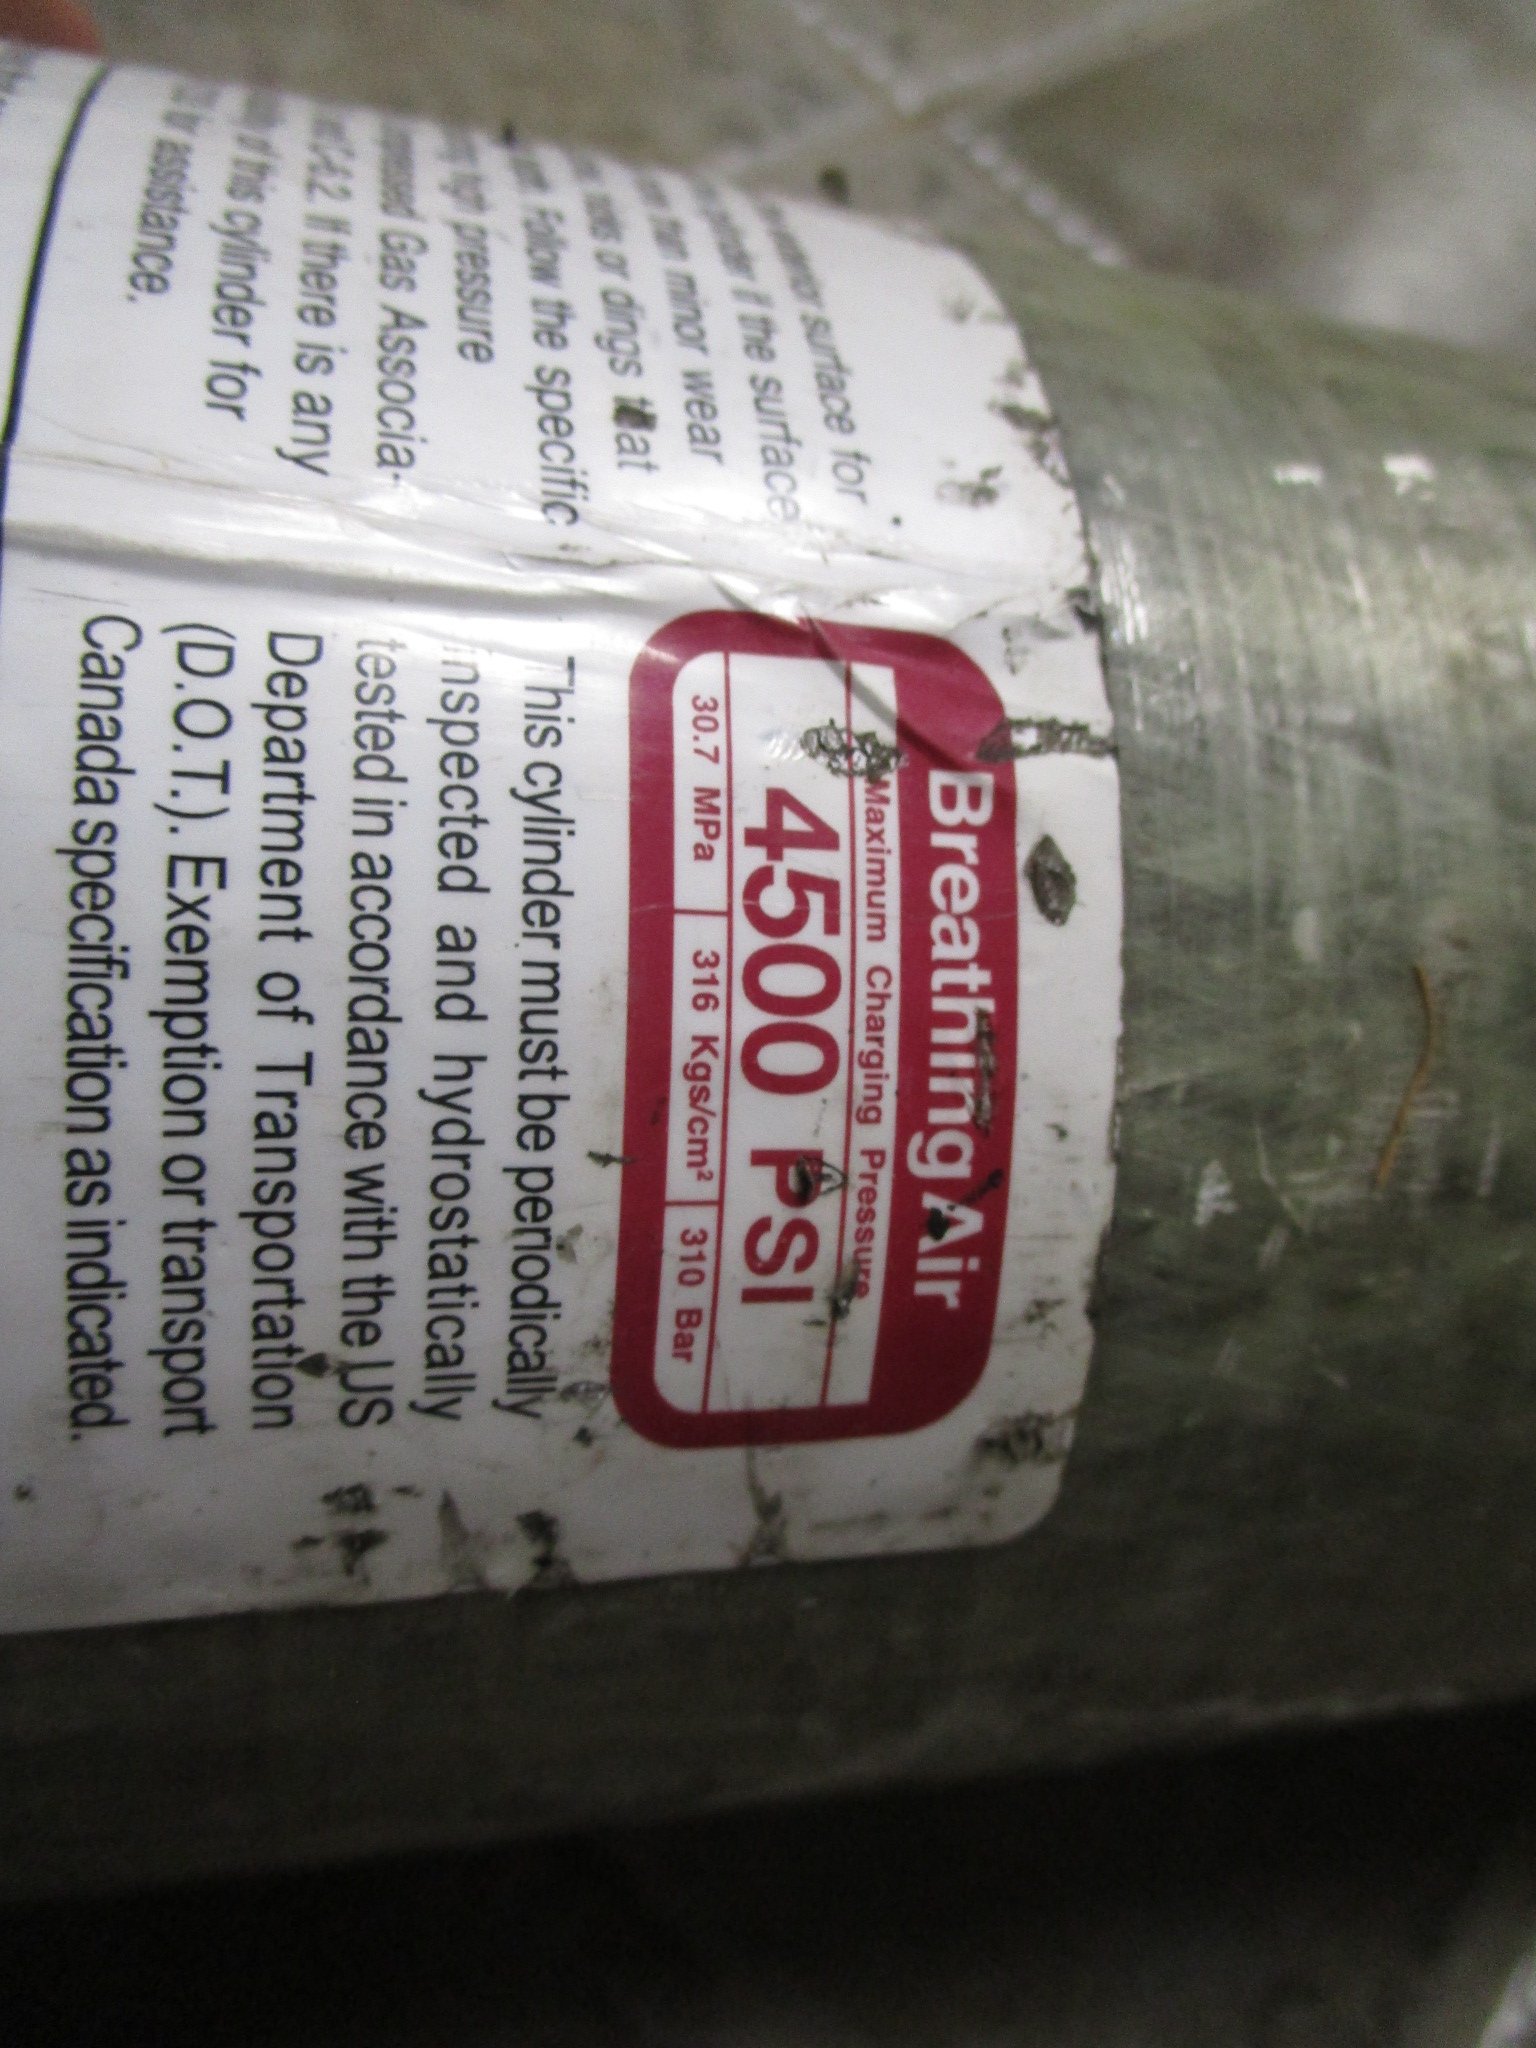 Breathing Air
Maximum Charging Pressure
4500 PSI
30.7 MPa 316 Kgs/cm² 310 Bar
This cylinder must be periodically
inspected and hydrostatically
tested in accordance with the US
Department of Transportation
(D.O.T.). Exemption or transport
Canada specification as indicated.
surface for
if the surface
than minor wear
or dings that
Follow the specific
high pressure
Gas Associa-
If there is any
of this cylinder for
for assistance.